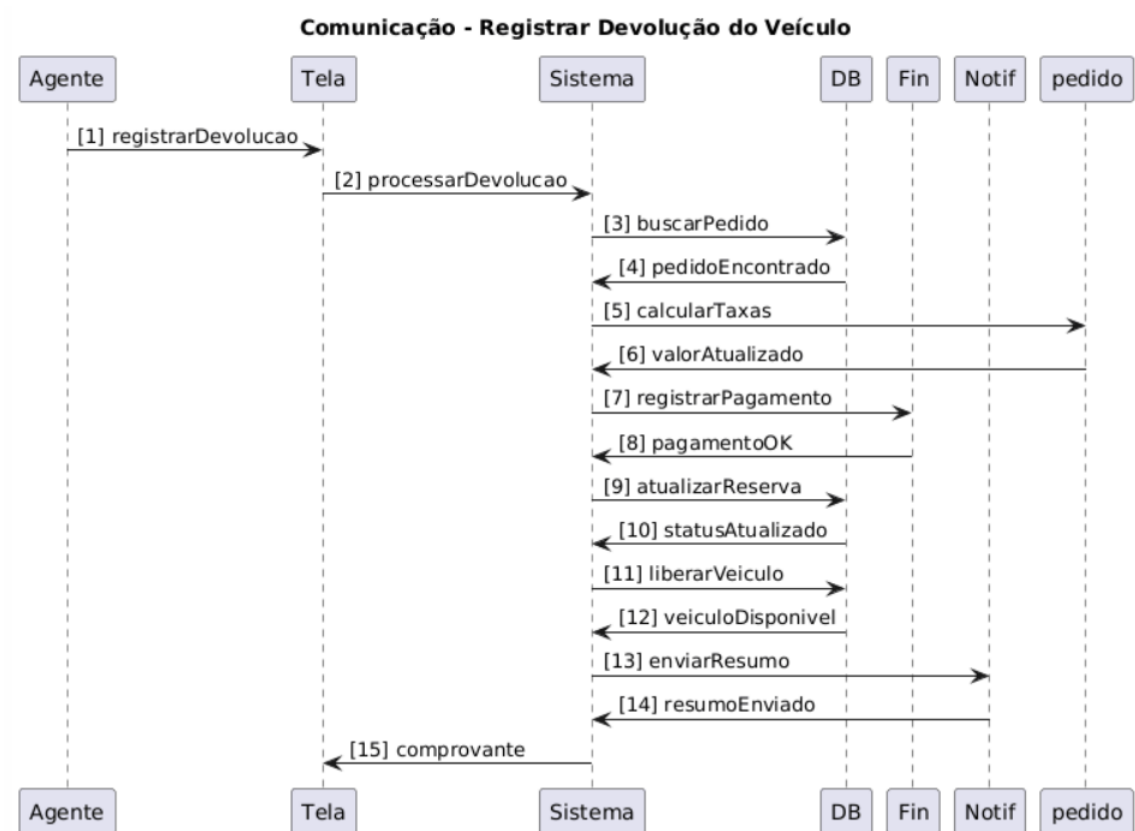 Comunicação - Registrar Devolução do Veículo
Agente Tela Sistema DB Fin Notif pedido
[1] registrarDevolucao
[2] processarDevolucao
[3] buscarPedido
[4] pedidoEncontrado
[5] calcularTaxas
[6] valorAtualizado
[7] registrarPagamento
[8] pagamentoOK
[9] atualizarReserva
[10] statusAtualizado
[11] liberarVeiculo
[12] veiculoDisponivel
[13] enviarResumo
[14] resumoEnviado
[15] comprovante
Agente Tela Sistema DB Fin Notif pedido